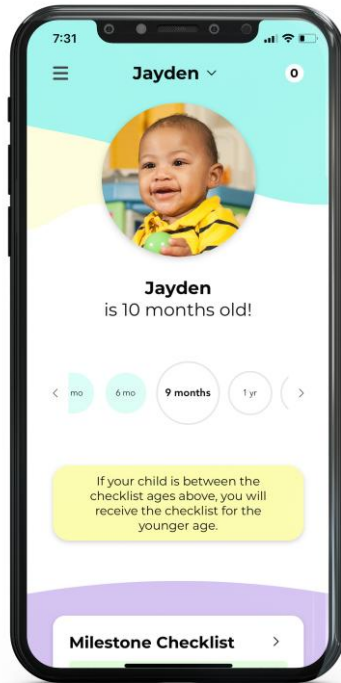 7:31
Jayden
0
Jayden
is 10 months old!
mo
6 mo
9 months
1 yr
If your child is between the
checklist ages above, you will
receive the checklist for the
younger age.
Milestone Checklist